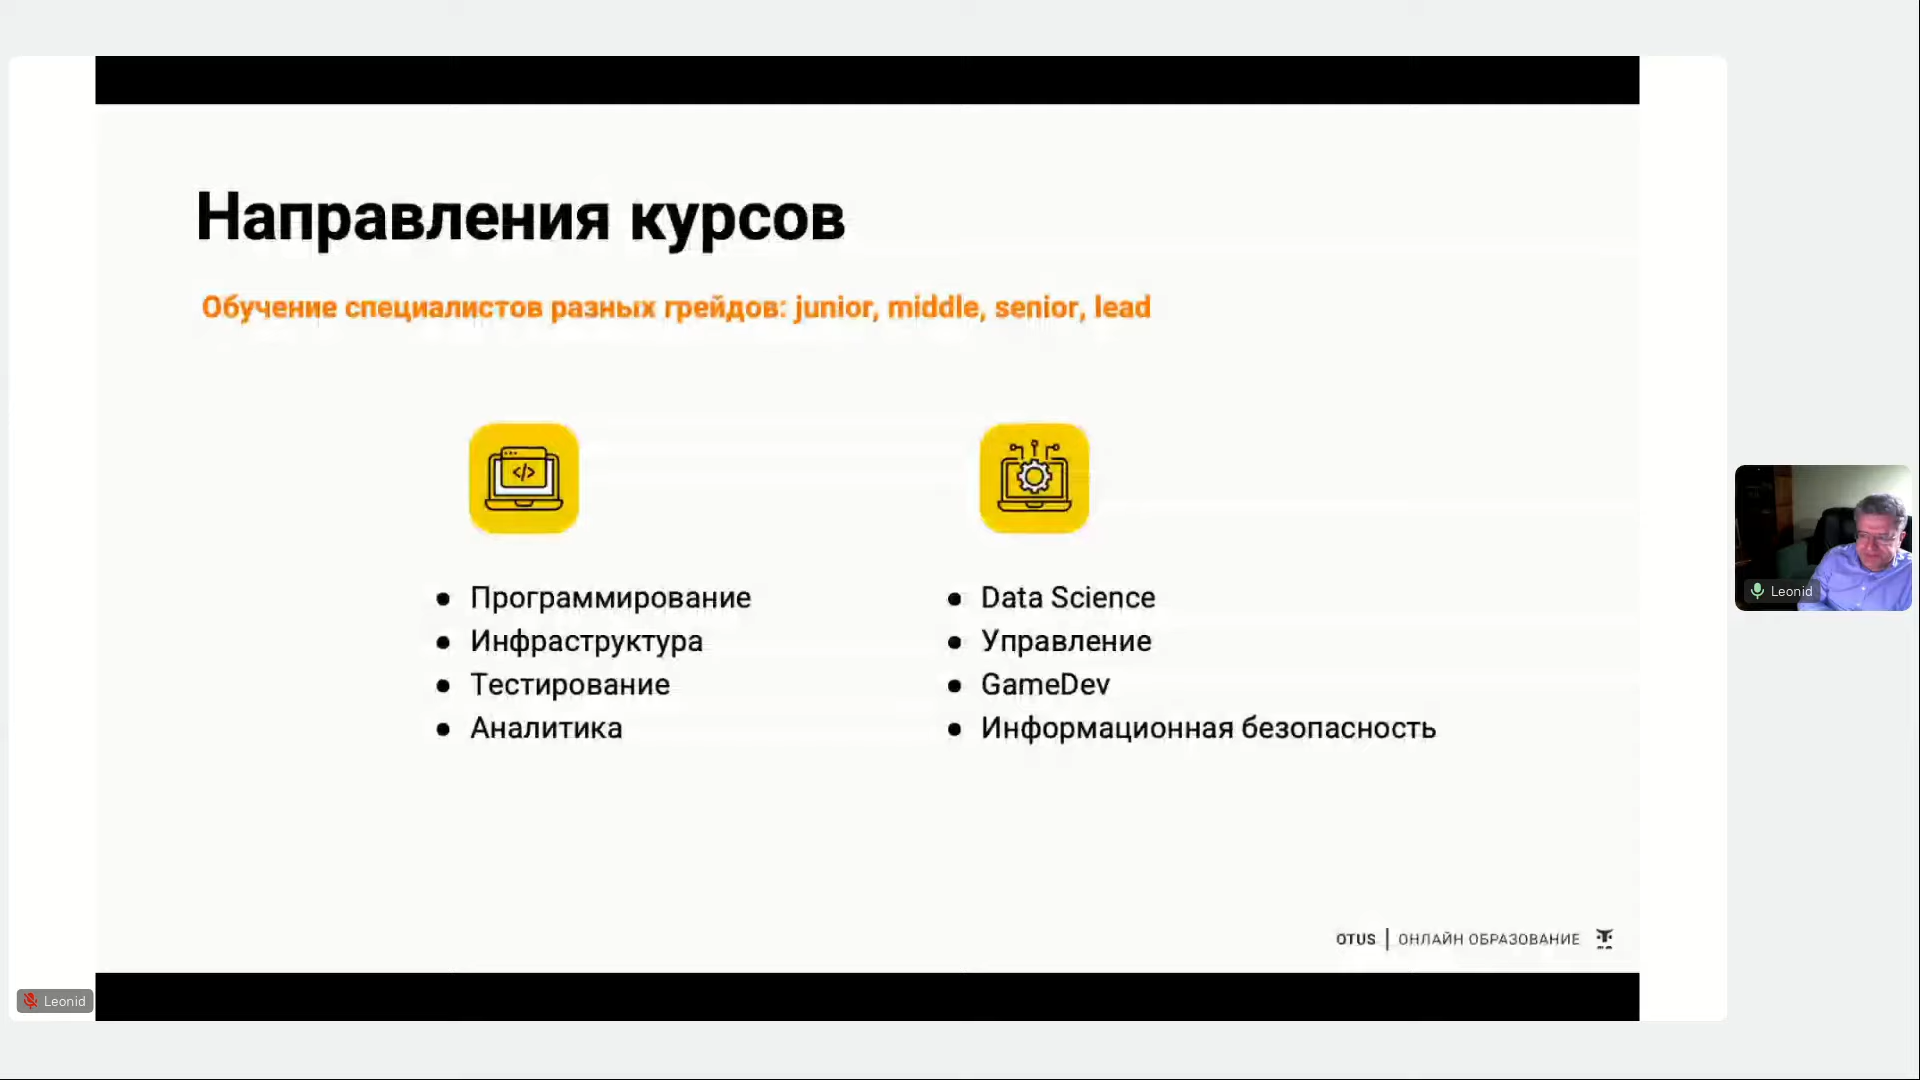 Направления курсов
Обучение специалистов разных грейдов: junior, middle, senior, lead
</>
Программирование
Инфраструктура
Тестирование
Аналитика
Data Science
Управление
GameDev
Информационная безопасность
OTUS | ОНЛАЙН ОБРАЗОВАНИЕ
Leonid
Leonid